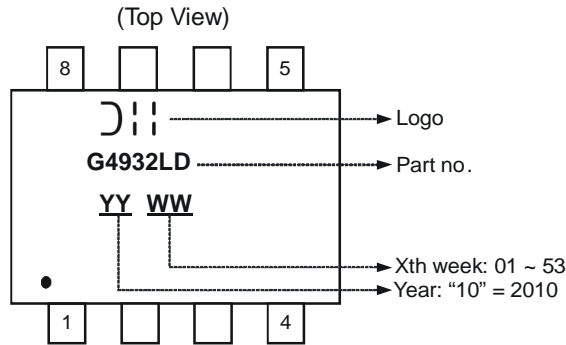 (Top View)
8 5
Logo
G4932LD Part no.
YY WW
Xth week: 01 ~ 53
Year: “10” = 2010
1 4